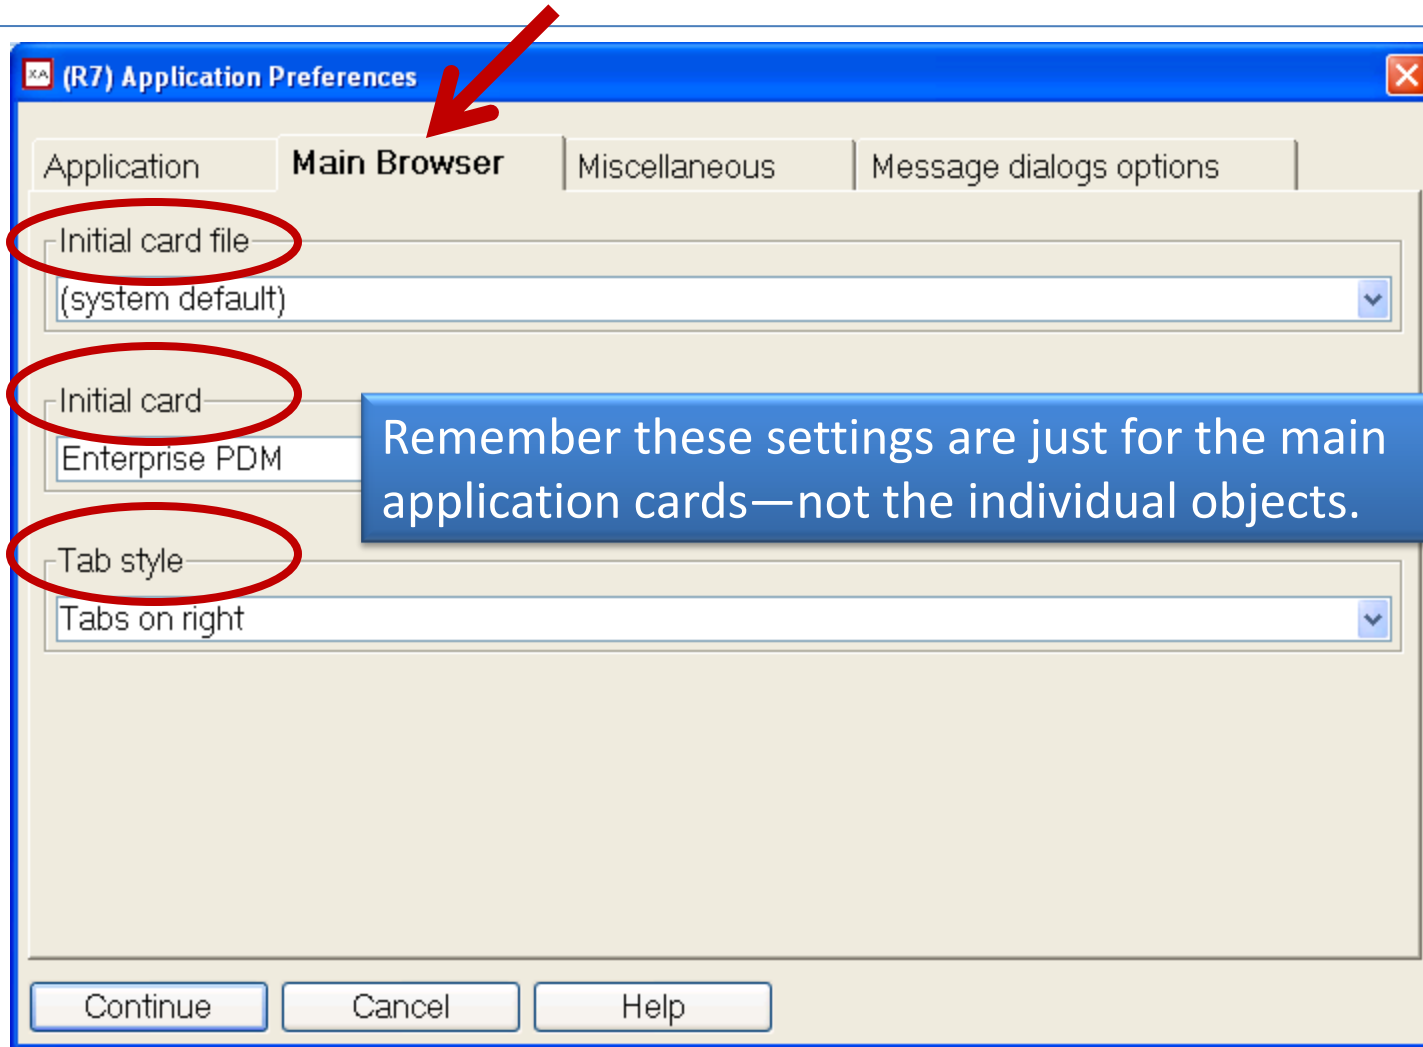 XA (R7) Application Preferences
Application Main Browser Miscellaneous Message dialogs options
Initial card file
(system default)
Initial card
Enterprise PDM
Remember these settings are just for the main
application cards—not the individual objects.
Tab style
Tabs on right
Continue Cancel Help